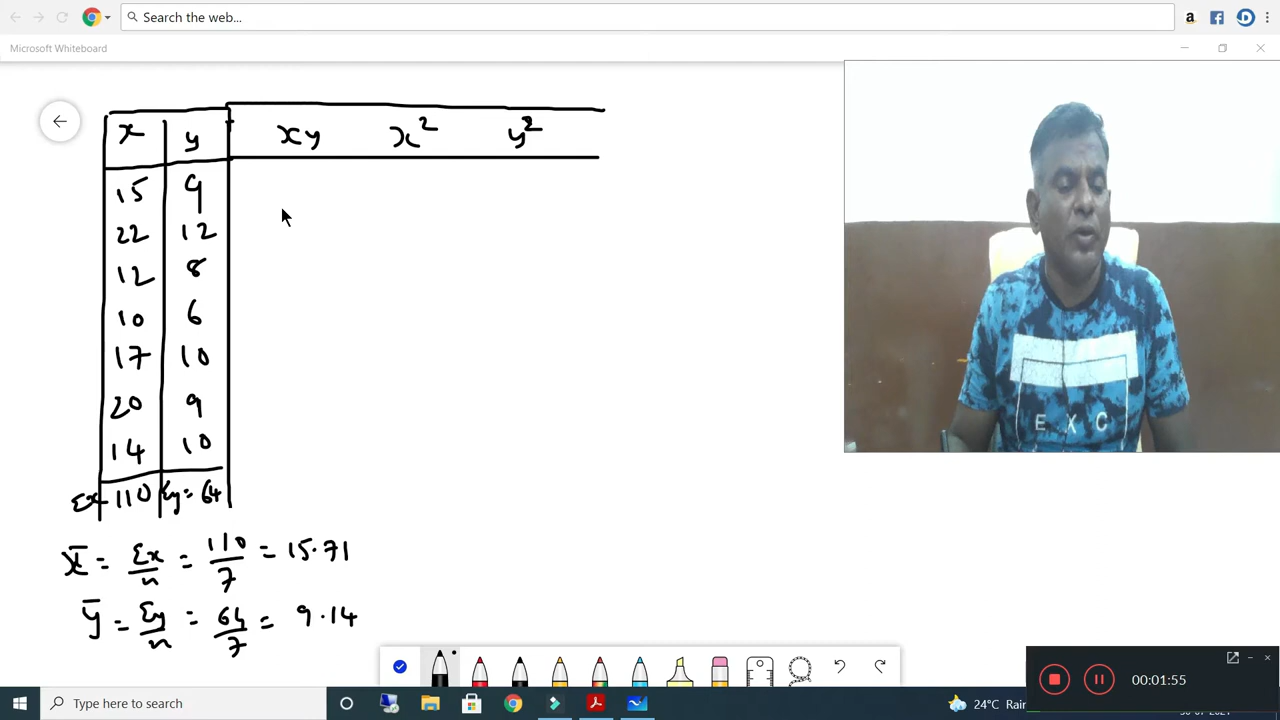 Search the web...
Microsoft Whiteboard
x y xy x² y²
15 9
22 12
12 8
10 6
17 10
20 9
14 10
Σx=110 Σy=64
x̄ = Σx/n = 110/7 = 15.71
ȳ = Σy/n = 64/7 = 9.14
EXC
00:01:55
Type here to search
24°C Rain